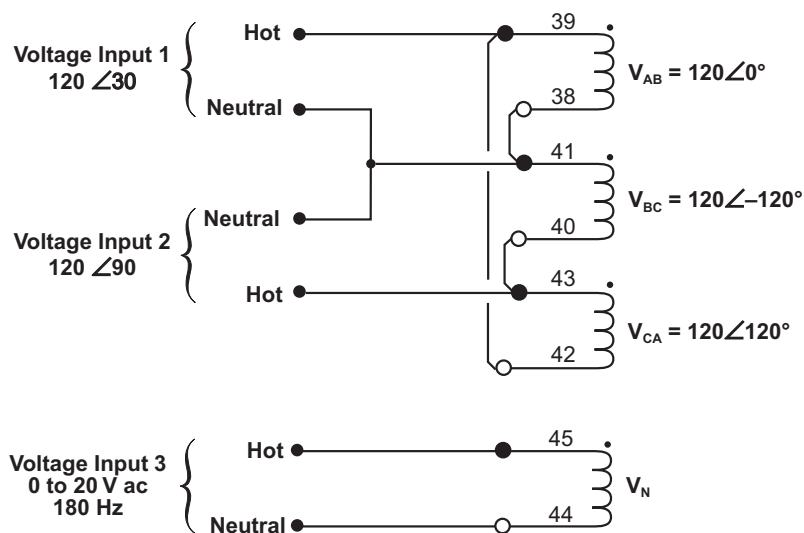 Hot
39
Voltage Input 1
120 ∠30
V_AB = 120∠0°
38
Neutral
41
Neutral
V_BC = 120∠–120°
40
Voltage Input 2
120 ∠90
43
Hot
V_CA = 120∠120°
42
Hot
45
Voltage Input 3
0 to 20 V ac
180 Hz
V_N
44
Neutral